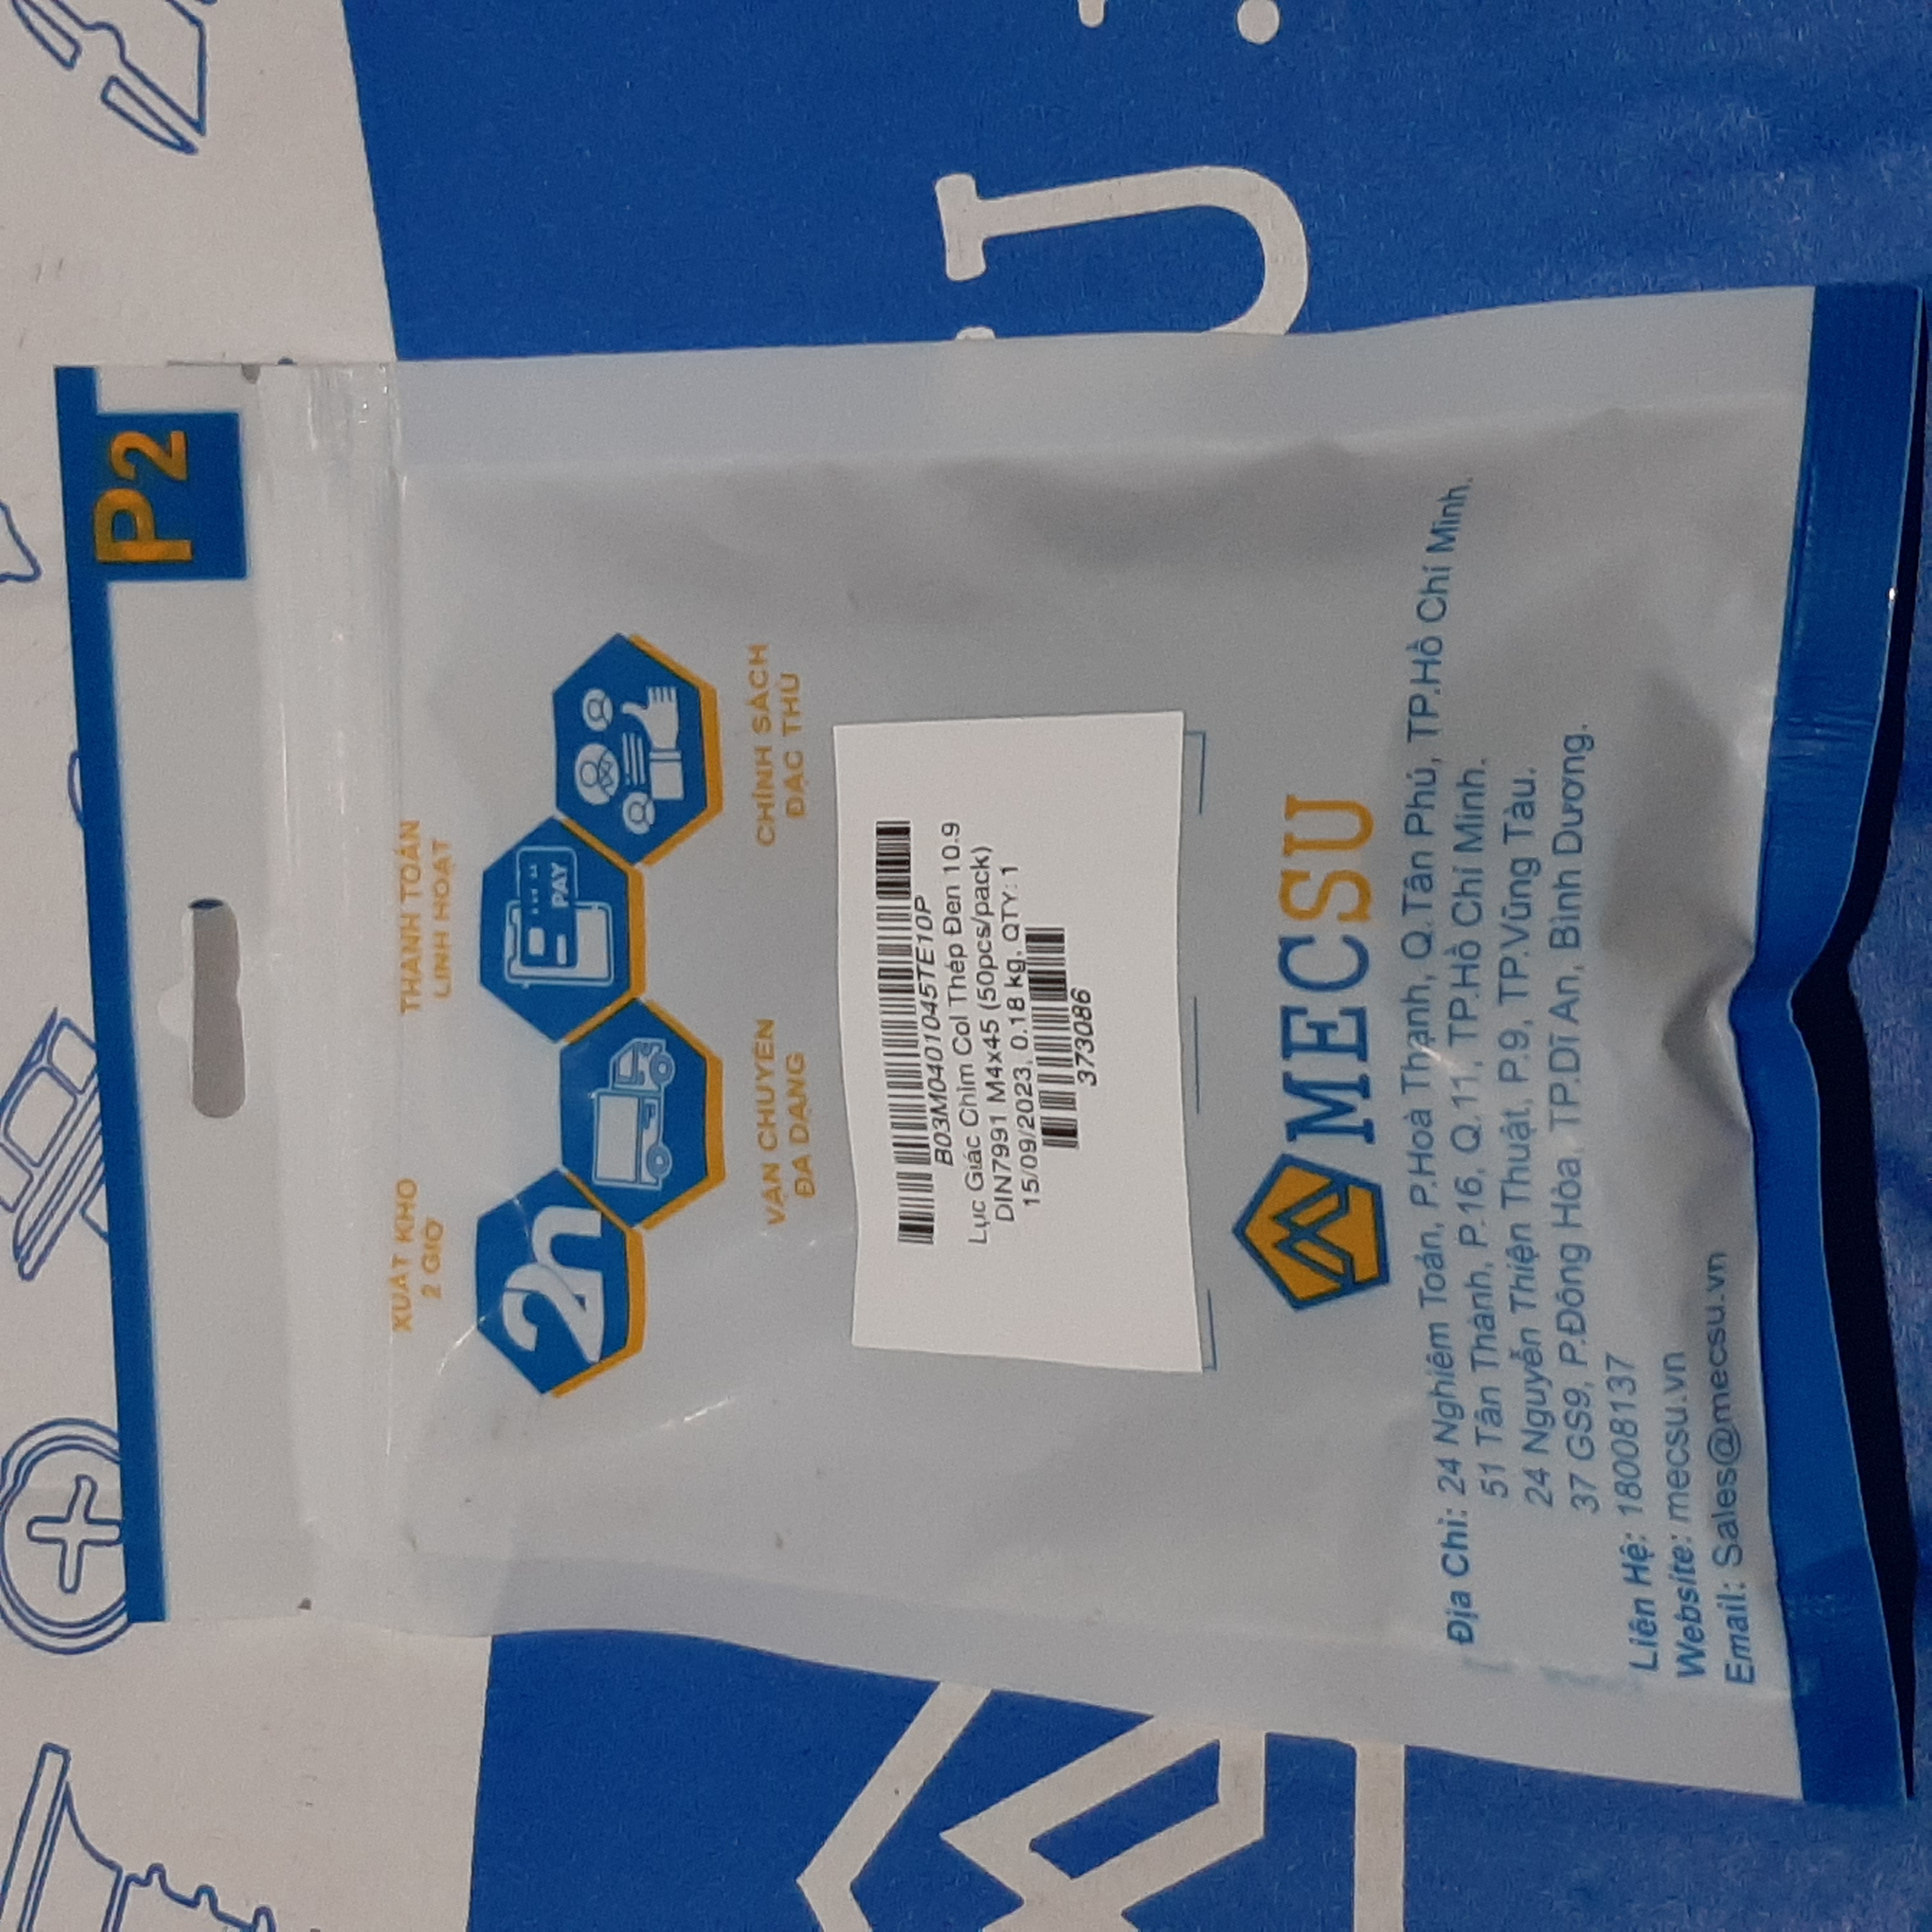 P2
XUẤT KHO
2 GIỜ
THANH TOÁN
LINH HOẠT
2h
PAY
VẬN CHUYỂN
ĐA DẠNG
CHÍNH SÁCH
ĐẶC THÙ
B03M0401045TE10P
Lục Giác Chìm Col Thép Đen 10.9
DIN7991 M4x45 (50pcs/pack)
15/09/2023, 0.18 kg, QTY: 1
373086
MECSU
Địa Chỉ: 24 Nghiêm Toản, P.Hoà Thạnh, Q.Tân Phú, TP.Hồ Chí Minh.
51 Tân Thành, P.16, Q.11, TP.Hồ Chí Minh.
24 Nguyễn Thiện Thuật, P.9, TP.Vũng Tàu.
37 GS9, P.Đông Hòa, TP.Dĩ An, Bình Dương.
Liên Hệ: 18008137
Website: mecsu.vn
Email: Sales@mecsu.vn
U